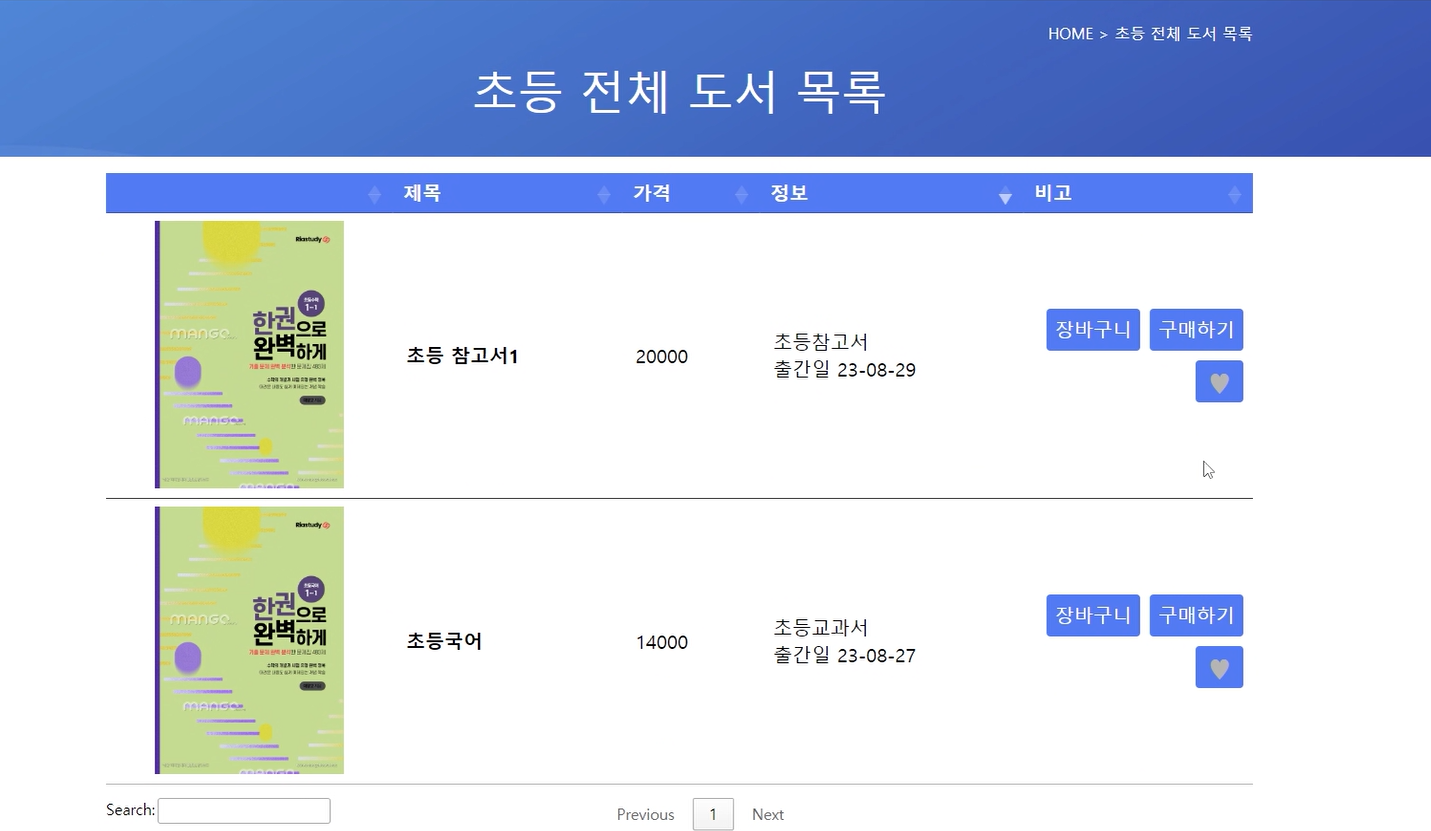 HOME > 초등 전체 도서 목록
초등 전체 도서 목록
제목 가격 정보 비고
Rianstudy
초등수학
1-1
한권으로
완벽하게
MANGO
MANGO
MANGO
초등 참고서1
20000
초등참고서
출간일 23-08-29
장바구니 구매하기
Rianstudy
초등국어
1-1
한권으로
완벽하게
MANGO
MANGO
MANGO
초등국어
14000
초등교과서
출간일 23-08-27
장바구니 구매하기
Search:
Previous 1 Next